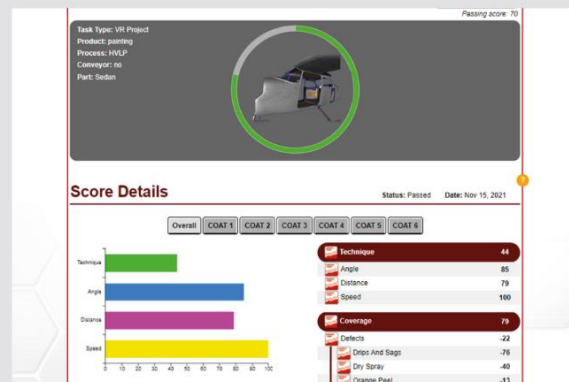 Passing score: 70
Task Type: VR Project
Product: painting
Process: HVLP
Conveyor: no
Part: Sedan
?
Score Details
Status: Passed Date: Nov 15, 2021
Overall COAT 1 COAT 2 COAT 3 COAT 4 COAT 5 COAT 6
Technique
Angle
Distance
Speed
0 10 20 30 40 50 60 70 80 90 100
Technique 44
Angle 85
Distance 79
Speed 100
Coverage 79
Defects -22
Drips And Sags -76
Dry Spray -40
Orange Peel -13